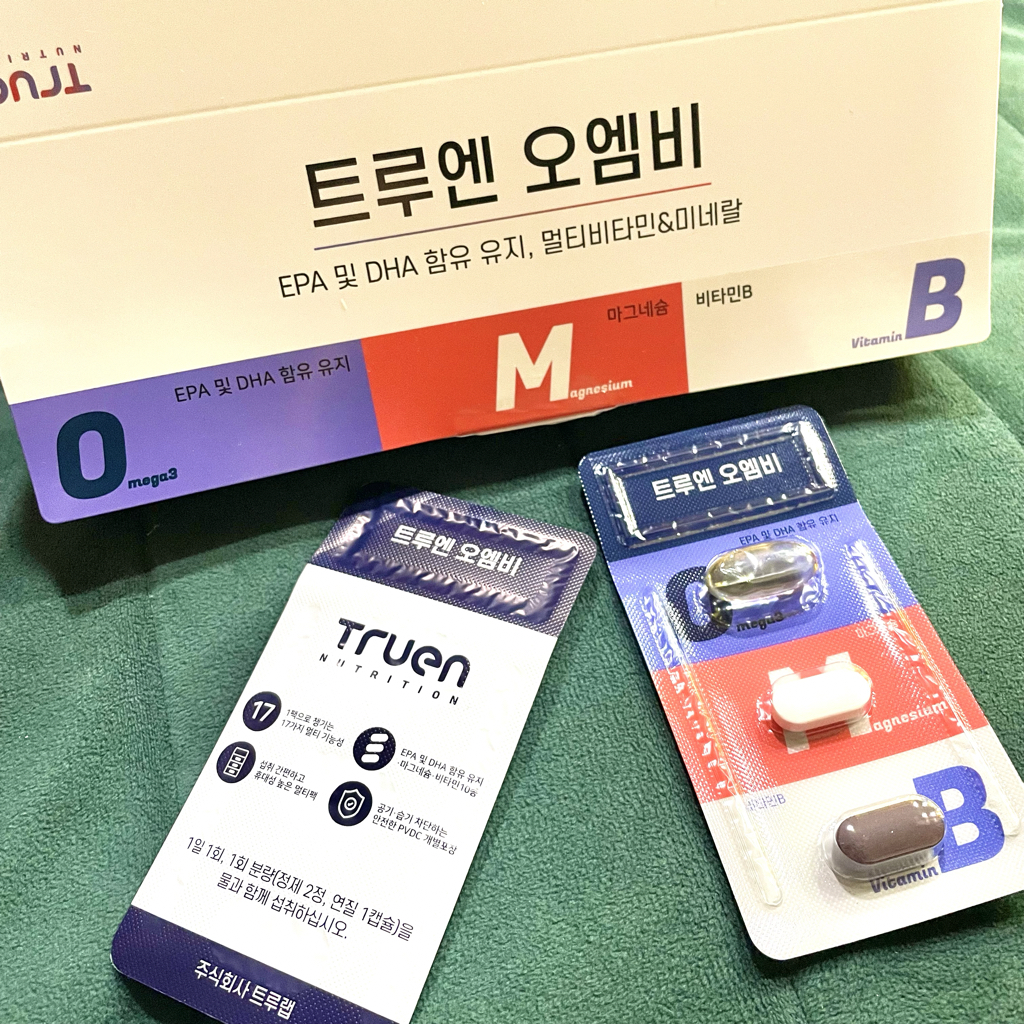 Truen
NUTRI
트루엔 오엠비
EPA 및 DHA 함유 유지, 멀티비타민&미네랄
EPA 및 DHA 함유 유지
Omega3
마그네슘
Magnesium
비타민B
Vitamin B
트루엔 오엠비
Truen
NUTRITION
17
1팩으로 챙기는
17가지 멀티 기능성
EPA 및 DHA 함유 유지
·마그네슘·비타민10종
섭취 간편하고
휴대성 높은 멀티팩
공기·습기 차단하는
안전한 PVDC 개별포장
1일 1회, 1회 분량(정제 2정, 연질 1캡슐)을
물과 함께 섭취하십시오.
주식회사 트루랩
트루엔 오엠비
EPA 및 DHA 함유 유지
Omega3
Magnesium
비타민B
Vitamin B